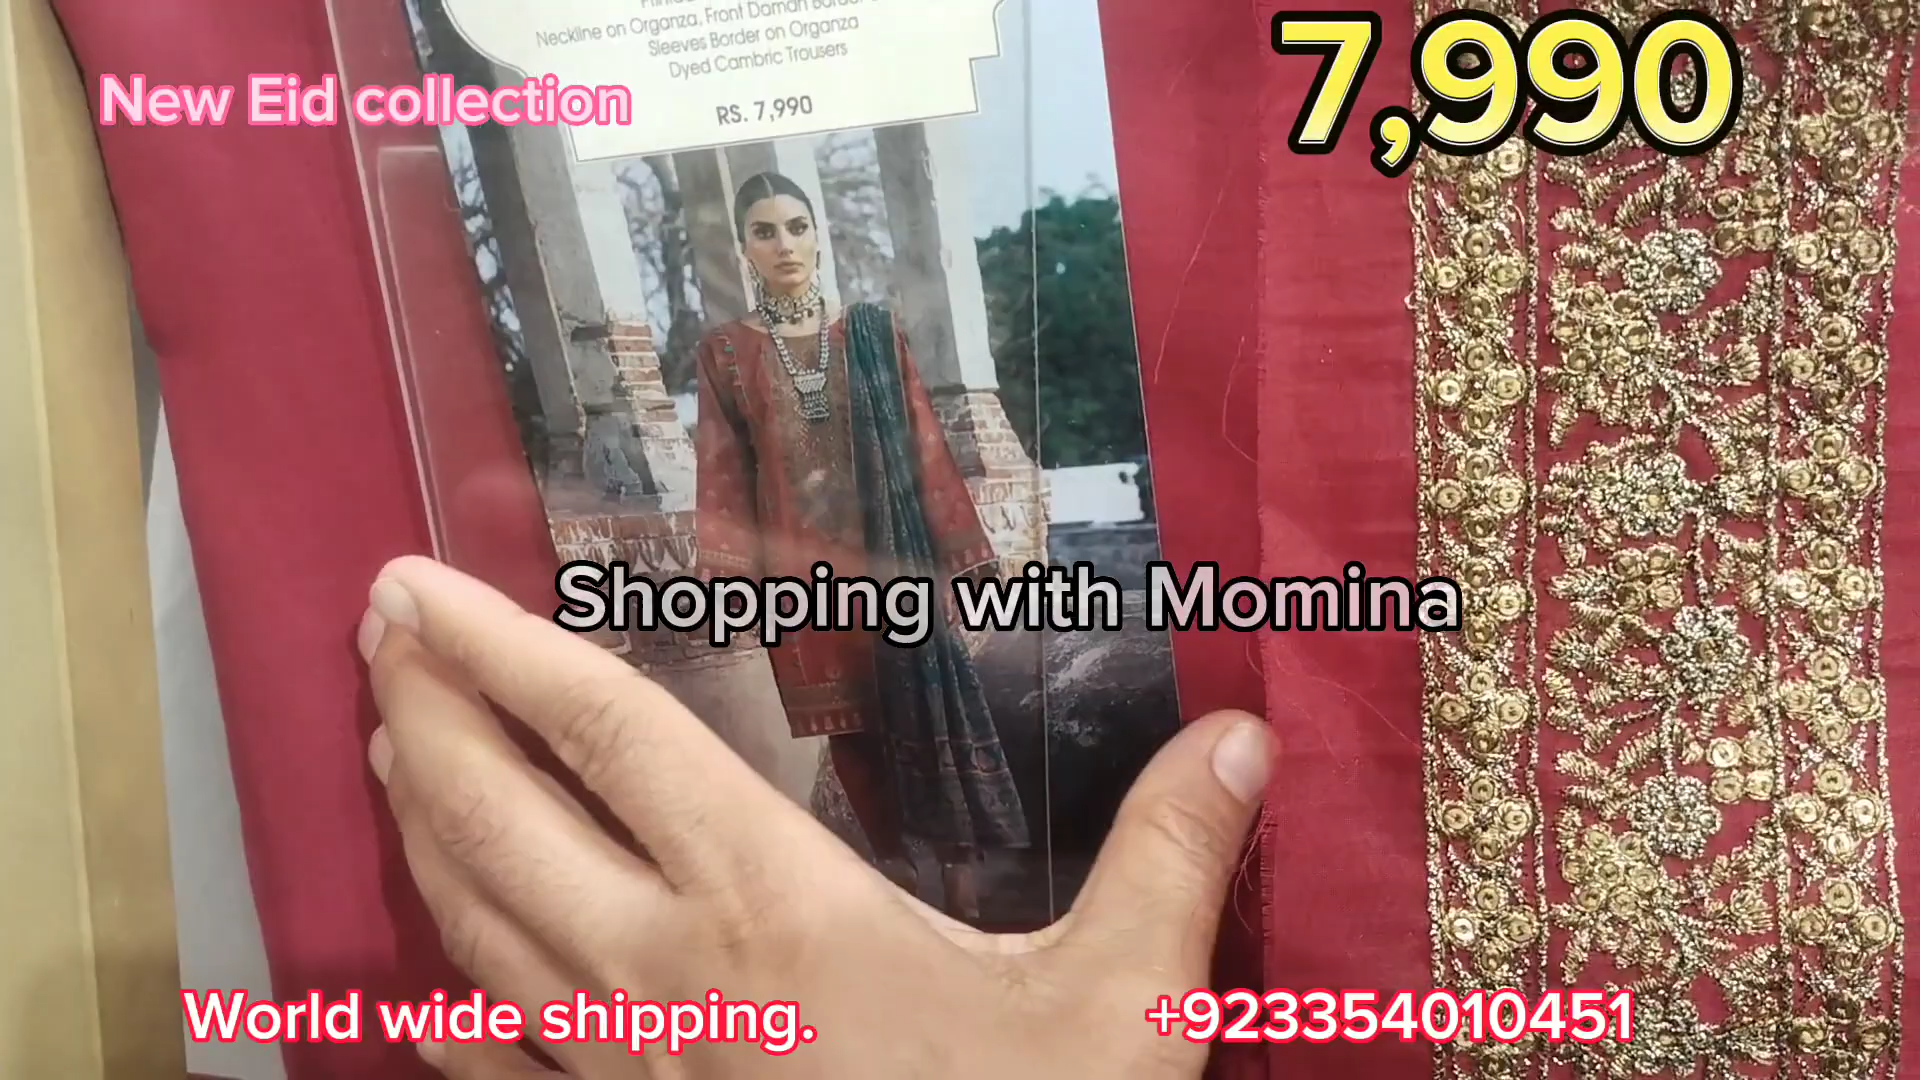 Neckline on Organza, Front Daman Border
Sleeves Border on Organza
Dyed Cambric Trousers
RS. 7,990
New Eid collection
7,990
Shopping with Momina
World wide shipping.
+923354010451